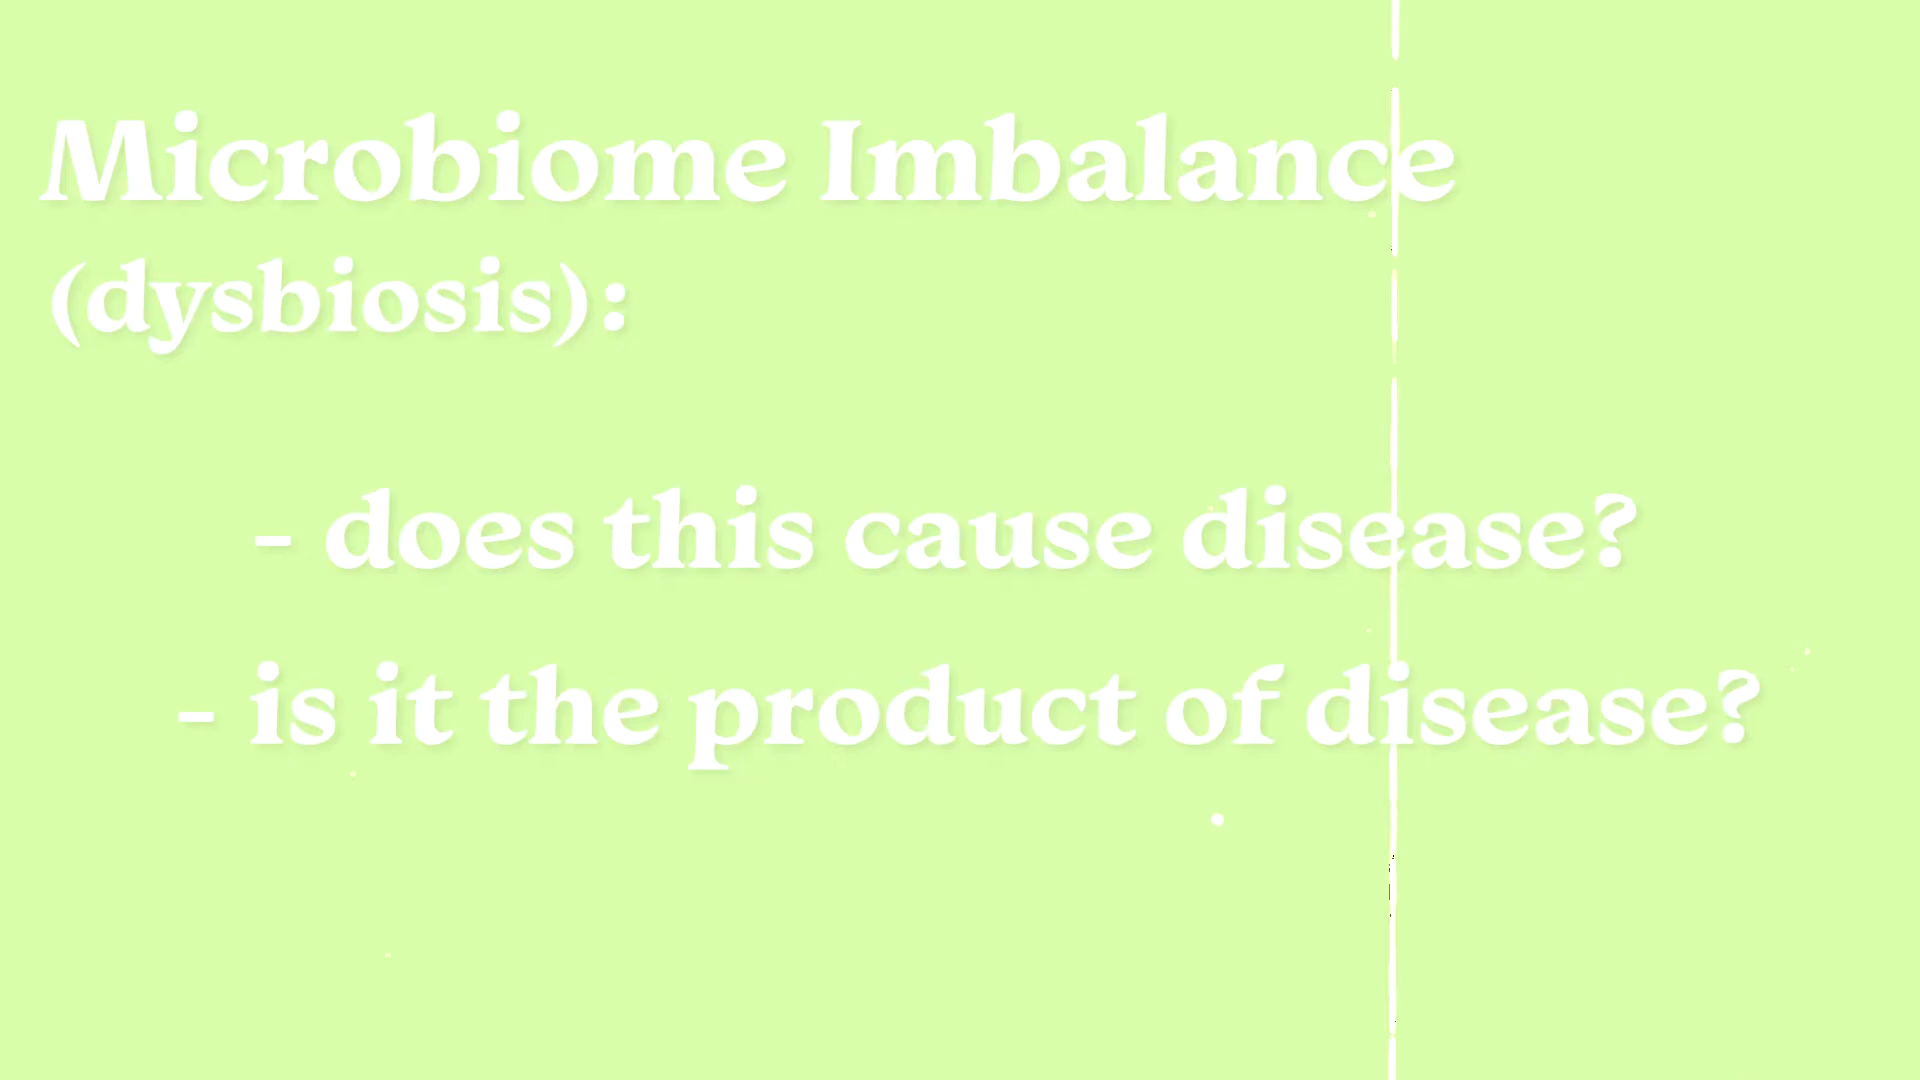 Microbiome Imbalance
(dysbiosis):
- does this cause disease?
- is it the product of disease?